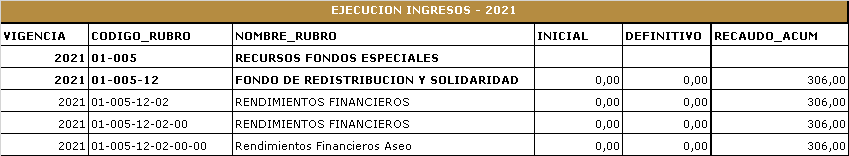 EJECUCION INGRESOS - 2021
VIGENCIA CODIGO_RUBRO NOMBRE_RUBRO INICIAL DEFINITIVO RECAUDO_ACUM
2021 01-005 RECURSOS FONDOS ESPECIALES
2021 01-005-12 FONDO DE REDISTRIBUCION Y SOLIDARIDAD 0,00 0,00 306,00
2021 01-005-12-02 RENDIMIENTOS FINANCIEROS 0,00 0,00 306,00
2021 01-005-12-02-00 RENDIMIENTOS FINANCIEROS 0,00 0,00 306,00
2021 01-005-12-02-00-00 Rendimientos Financieros Aseo 0,00 0,00 306,00